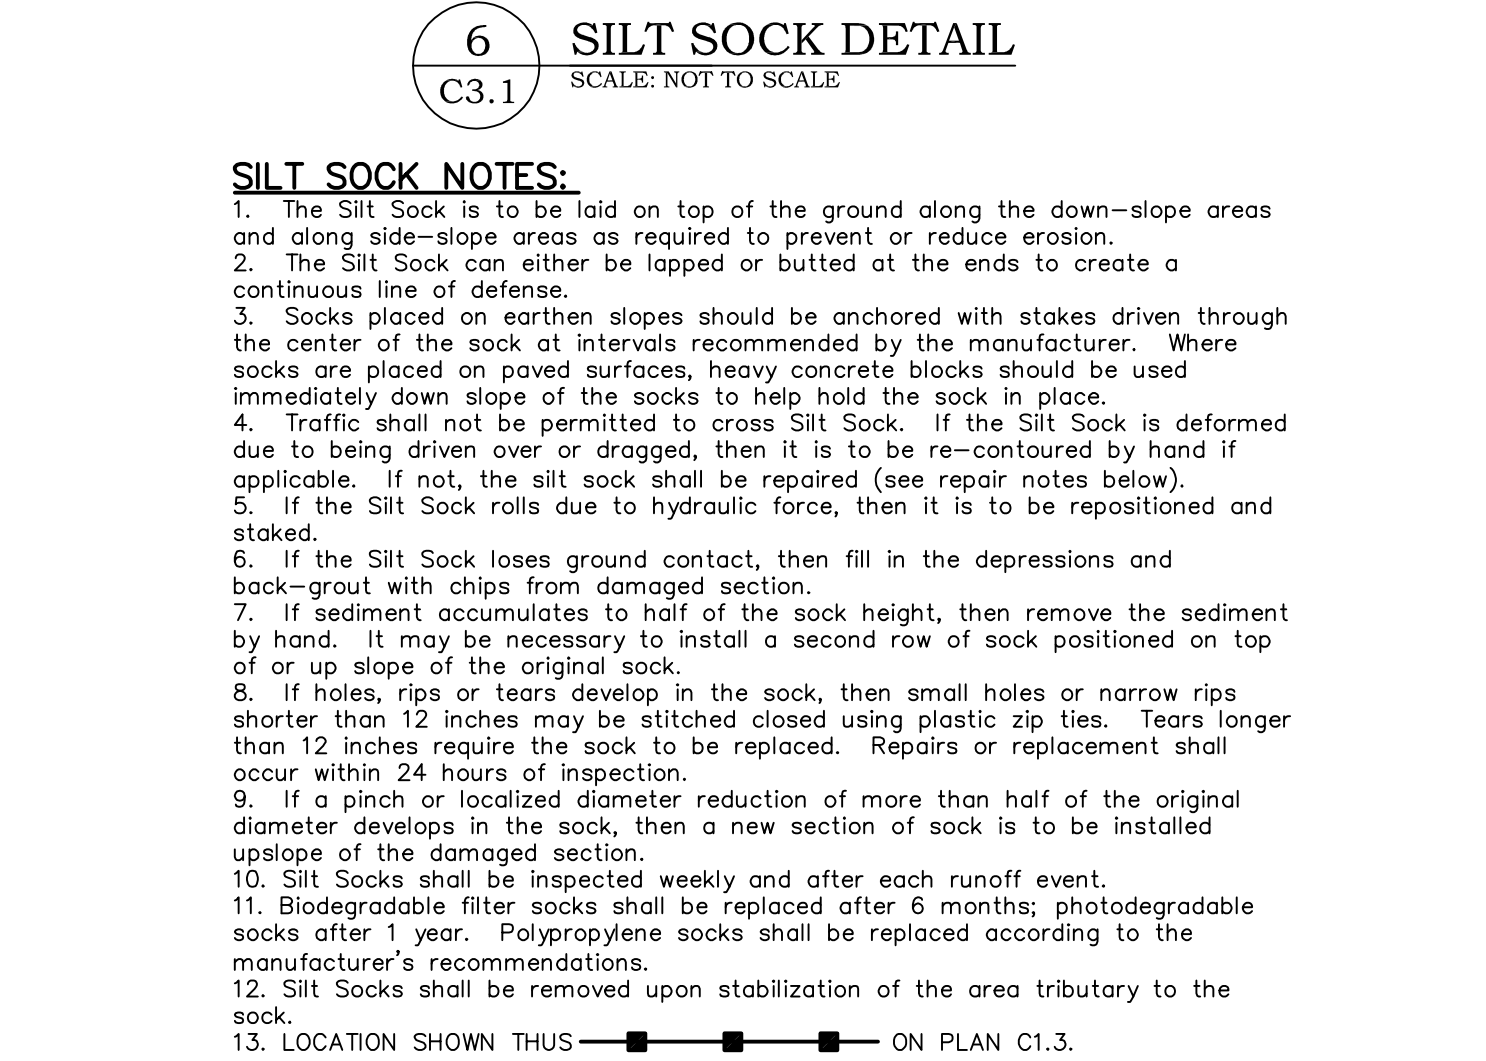 6
C3.1
SILT SOCK DETAIL
SCALE: NOT TO SCALE
SILT SOCK NOTES:
1. The Silt Sock is to be laid on top of the ground along the down-slope areas
and along side-slope areas as required to prevent or reduce erosion.
2. The Silt Sock can either be lapped or butted at the ends to create a
continuous line of defense.
3. Socks placed on earthen slopes should be anchored with stakes driven through
the center of the sock at intervals recommended by the manufacturer. Where
socks are placed on paved surfaces, heavy concrete blocks should be used
immediately down slope of the socks to help hold the sock in place.
4. Traffic shall not be permitted to cross Silt Sock. If the Silt Sock is deformed
due to being driven over or dragged, then it is to be re-contoured by hand if
applicable. If not, the silt sock shall be repaired (see repair notes below).
5. If the Silt Sock rolls due to hydraulic force, then it is to be repositioned and
staked.
6. If the Silt Sock loses ground contact, then fill in the depressions and
back-grout with chips from damaged section.
7. If sediment accumulates to half of the sock height, then remove the sediment
by hand. It may be necessary to install a second row of sock positioned on top
of or up slope of the original sock.
8. If holes, rips or tears develop in the sock, then small holes or narrow rips
shorter than 12 inches may be stitched closed using plastic zip ties. Tears longer
than 12 inches require the sock to be replaced. Repairs or replacement shall
occur within 24 hours of inspection.
9. If a pinch or localized diameter reduction of more than half of the original
diameter develops in the sock, then a new section of sock is to be installed
upslope of the damaged section.
10. Silt Socks shall be inspected weekly and after each runoff event.
11. Biodegradable filter socks shall be replaced after 6 months; photodegradable
socks after 1 year. Polypropylene socks shall be replaced according to the
manufacturer's recommendations.
12. Silt Socks shall be removed upon stabilization of the area tributary to the
sock.
13. LOCATION SHOWN THUS ON PLAN C1.3.